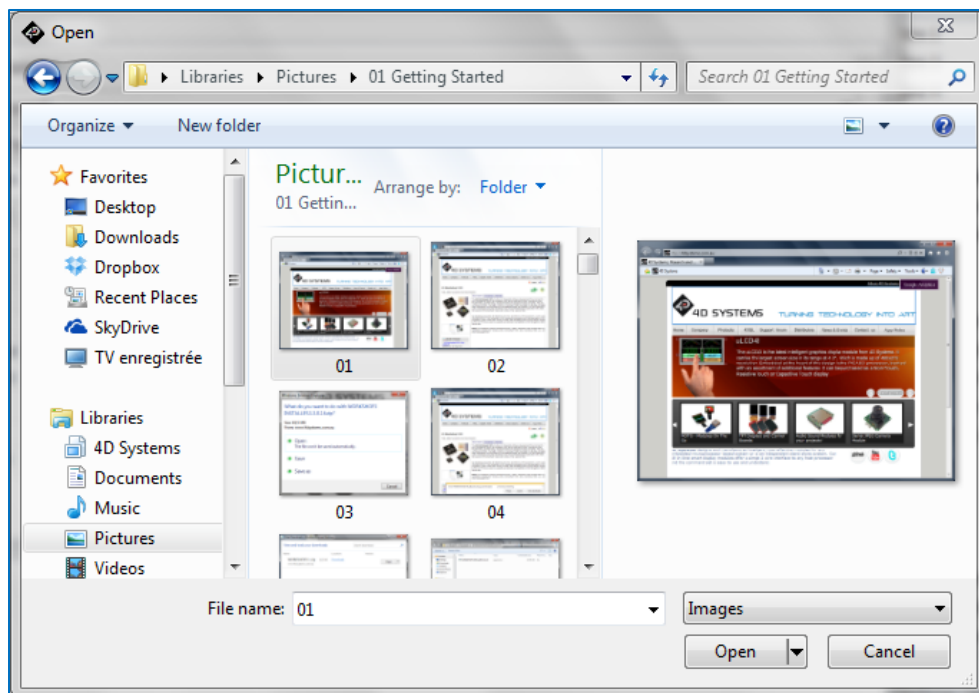 Open
Libraries ▸ Pictures ▸ 01 Getting Started
Search 01 Getting Started
Organize
New folder
Favorites
Desktop
Downloads
Dropbox
Recent Places
SkyDrive
TV enregistrée
Libraries
4D Systems
Documents
Music
Pictures
Videos
Pictur...
01 Gettin...
Arrange by: Folder
01
02
03
04
4D SYSTEMS
TURNING TECHNOLOGY INTO ART
File name: 01
Images
Open
Cancel